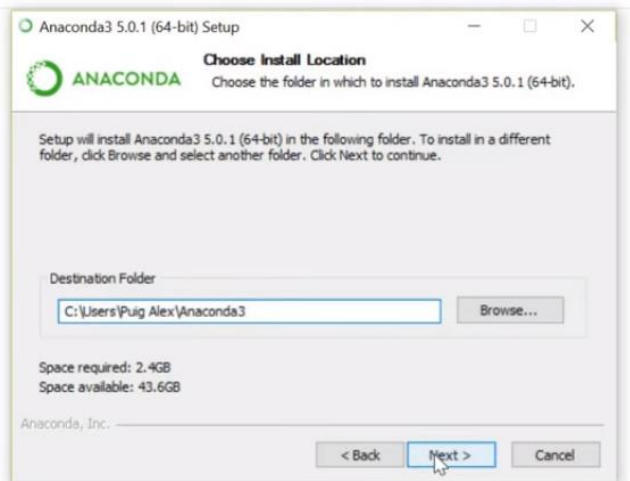 Anaconda3 5.0.1 (64-bit) Setup
ANACONDA
Choose Install Location
Choose the folder in which to install Anaconda3 5.0.1 (64-bit).
Setup will install Anaconda3 5.0.1 (64-bit) in the following folder. To install in a different
folder, click Browse and select another folder. Click Next to continue.
Destination Folder
C:\Users\Puig Alex\Anaconda3
Browse...
Space required: 2.4GB
Space available: 43.6GB
Anaconda, Inc.
< Back
Next >
Cancel